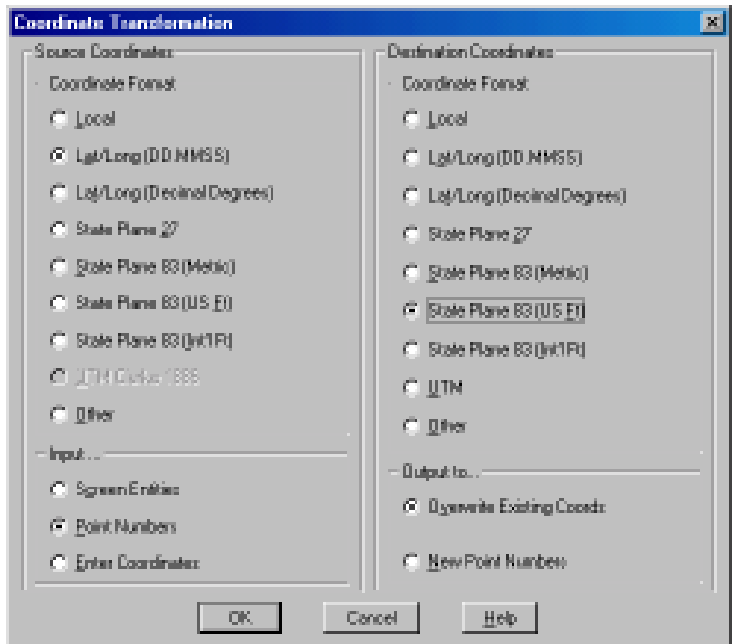 Coordinate Transformation
Source Coordinates
Coordinate Format
Local
Lat/Long (DD.MMSS)
Lat/Long (Decimal Degrees)
State Plane 27
State Plane 83 (Metric)
State Plane 83 (US Ft)
State Plane 83 (Int'l Ft)
UTM Clarke 1866
Other
Input...
Screen Entities
Point Numbers
Enter Coordinates
Destination Coordinates
Coordinate Format
Local
Lat/Long (DD.MMSS)
Lat/Long (Decimal Degrees)
State Plane 27
State Plane 83 (Metric)
State Plane 83 (US Ft)
State Plane 83 (Int'l Ft)
UTM
Other
Output to...
Overwrite Existing Coords
New Point Numbers
OK
Cancel
Help